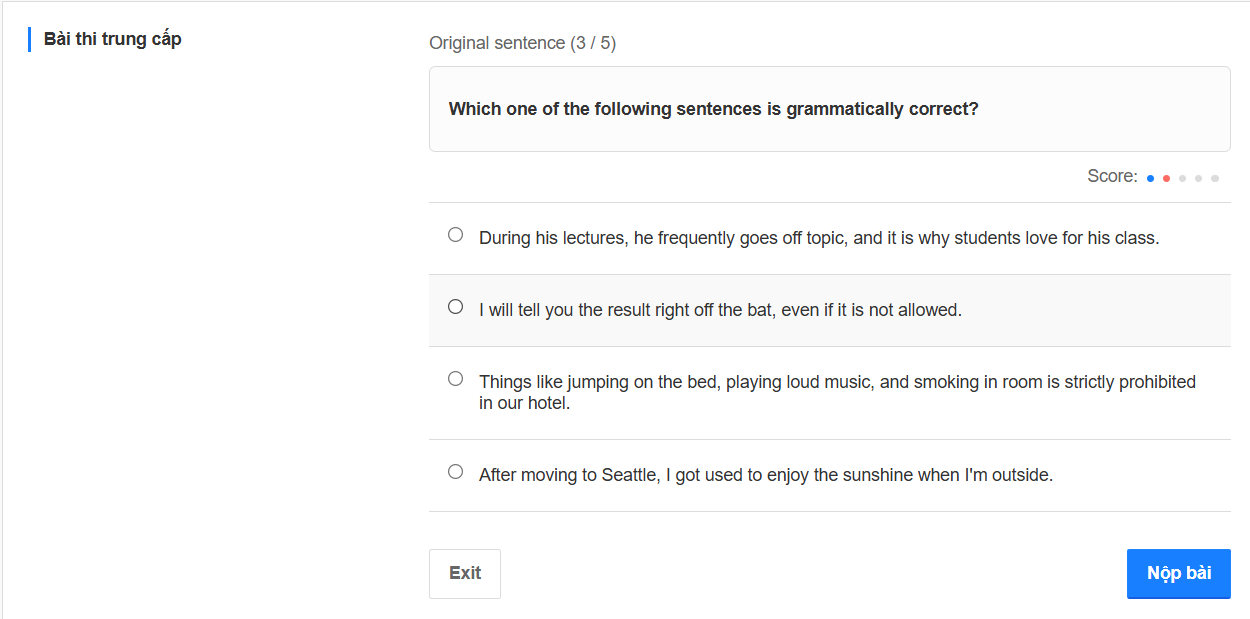 Bài thi trung cấp
Original sentence (3 / 5)
Which one of the following sentences is grammatically correct?
Score:
During his lectures, he frequently goes off topic, and it is why students love for his class.
I will tell you the result right off the bat, even if it is not allowed.
Things like jumping on the bed, playing loud music, and smoking in room is strictly prohibited
in our hotel.
After moving to Seattle, I got used to enjoy the sunshine when I'm outside.
Exit
Nộp bài